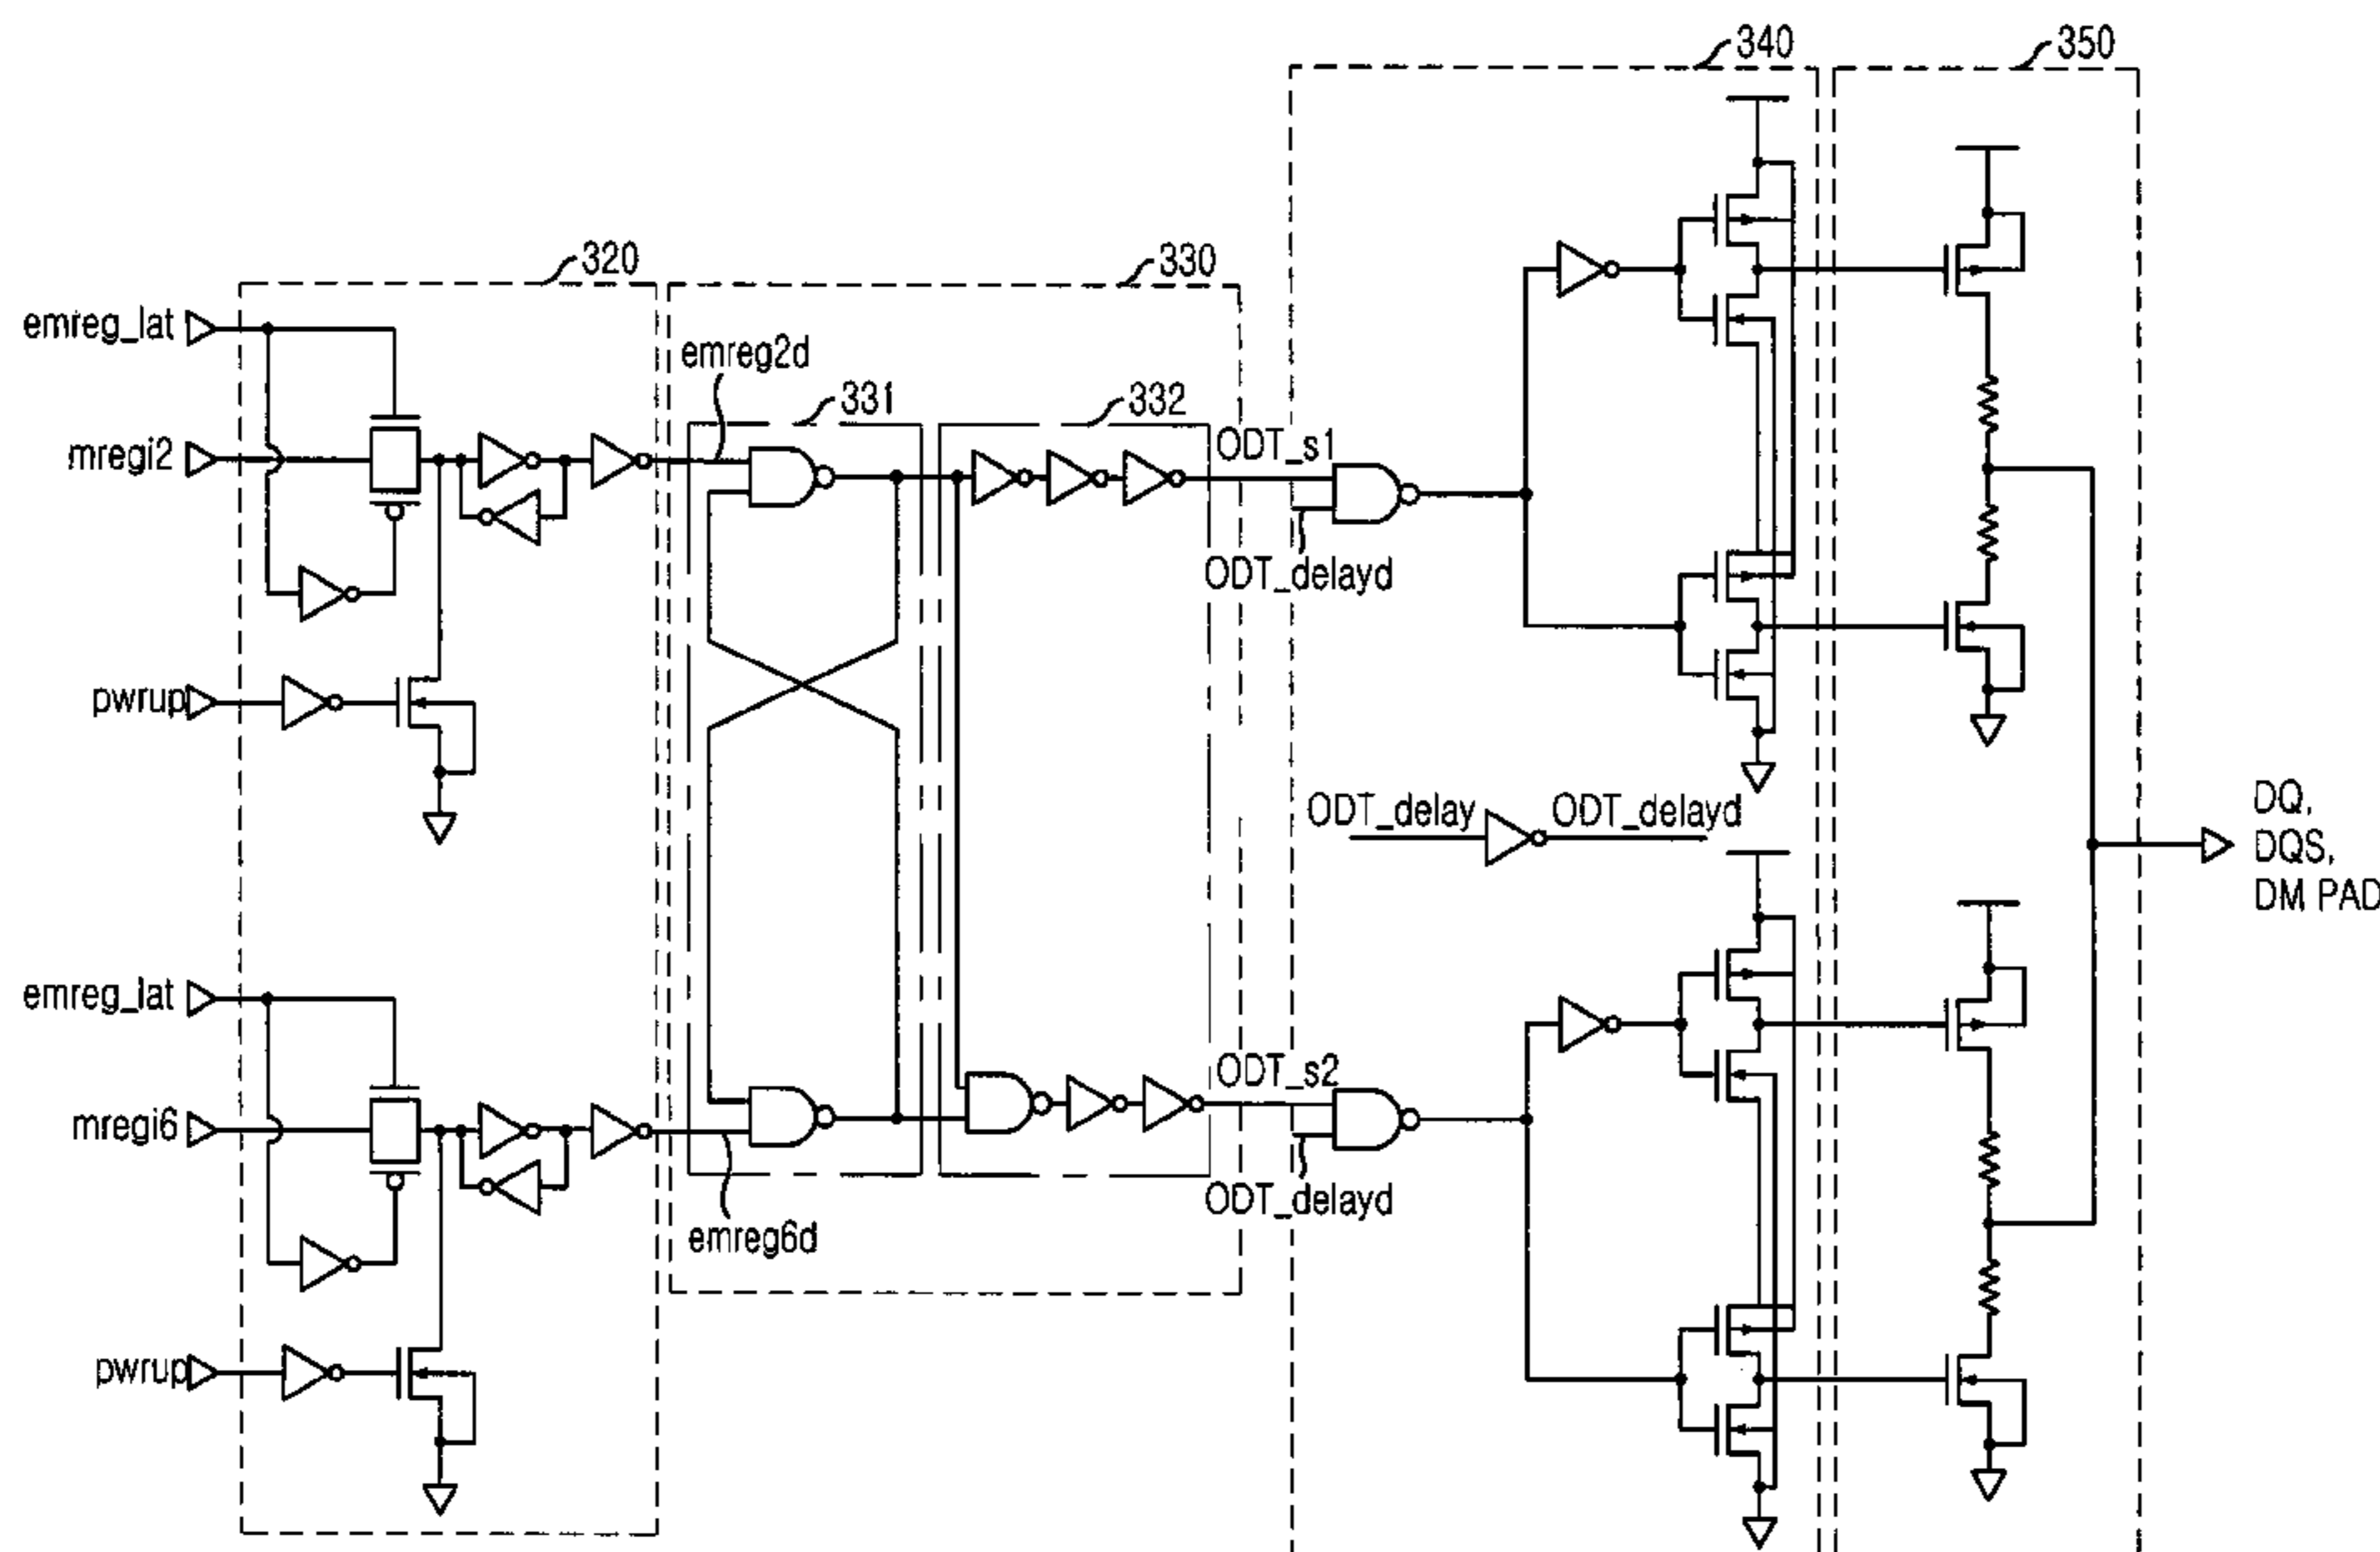 340
350
320
330
emreg_lat
emreg2d
331
332
mregi2
ODT_s1
ODT_delayd
pwrup
ODT_delay
ODT_delayd
DQ,
DQS,
DM PAD
emreg_lat
mregi6
ODT_s2
ODT_delayd
emreg6d
pwrup